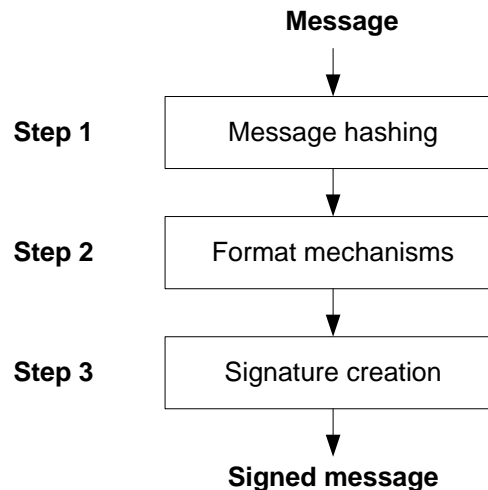 Message
Step 1
Message hashing
Step 2
Format mechanisms
Step 3
Signature creation
Signed message